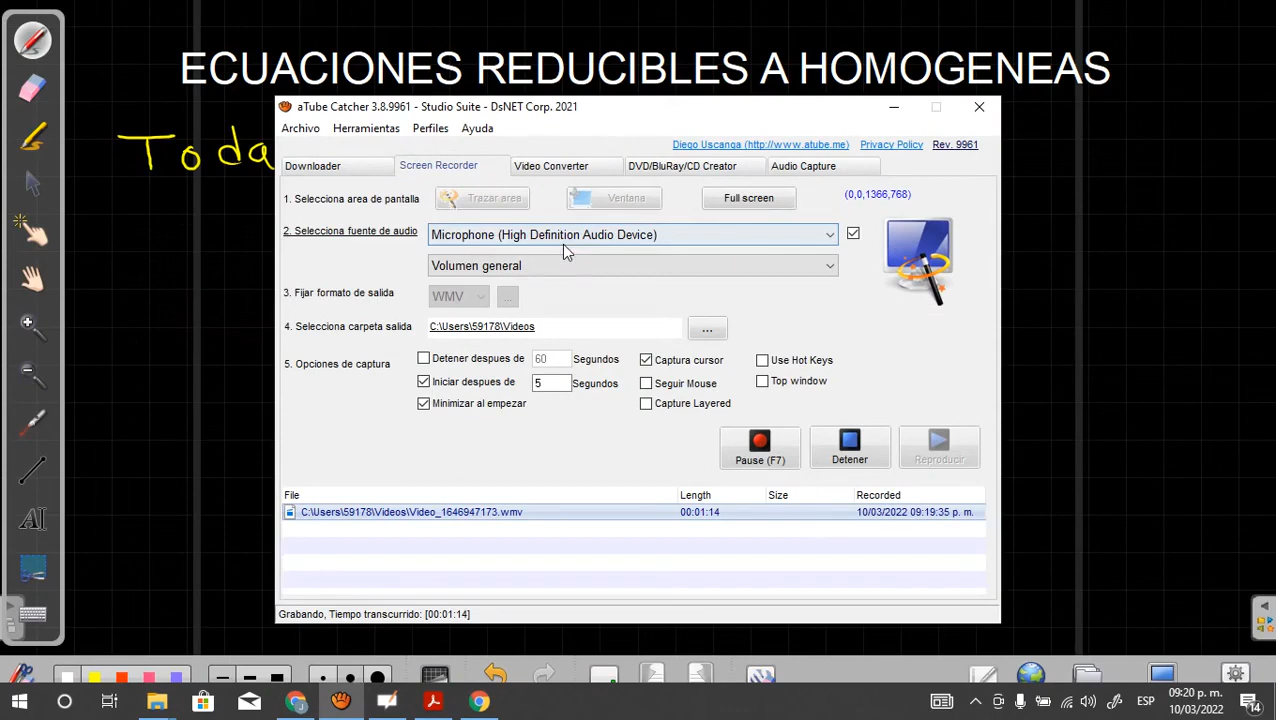 ECUACIONES REDUCIBLES A HOMOGENEAS
Toda
aTube Catcher 3.8.9961 - Studio Suite - DsNET Corp. 2021
Archivo Herramientas Perfiles Ayuda
Diego Uscanga (http://www.atube.me) Privacy Policy Rev. 9961
Downloader Screen Recorder Video Converter DVD/BluRay/CD Creator Audio Capture
1. Selecciona area de pantalla Trazar area Ventana Full screen (0,0,1366,768)
2. Selecciona fuente de audio Microphone (High Definition Audio Device)
Volumen general
3. Fijar formato de salida WMV ...
4. Selecciona carpeta salida C:\Users\59178\Videos ...
5. Opciones de captura Detener despues de 60 Segundos Captura cursor Use Hot Keys
Iniciar despues de 5 Segundos Seguir Mouse Top window
Minimizar al empezar Capture Layered
Pause (F7) Detener Reproducir
File Length Size Recorded
C:\Users\59178\Videos\Video_1646947173.wmv 00:01:14 10/03/2022 09:19:35 p. m.
Grabando, Tiempo transcurrido: [00:01:14]
ESP 09:20 p. m.
10/03/2022 14